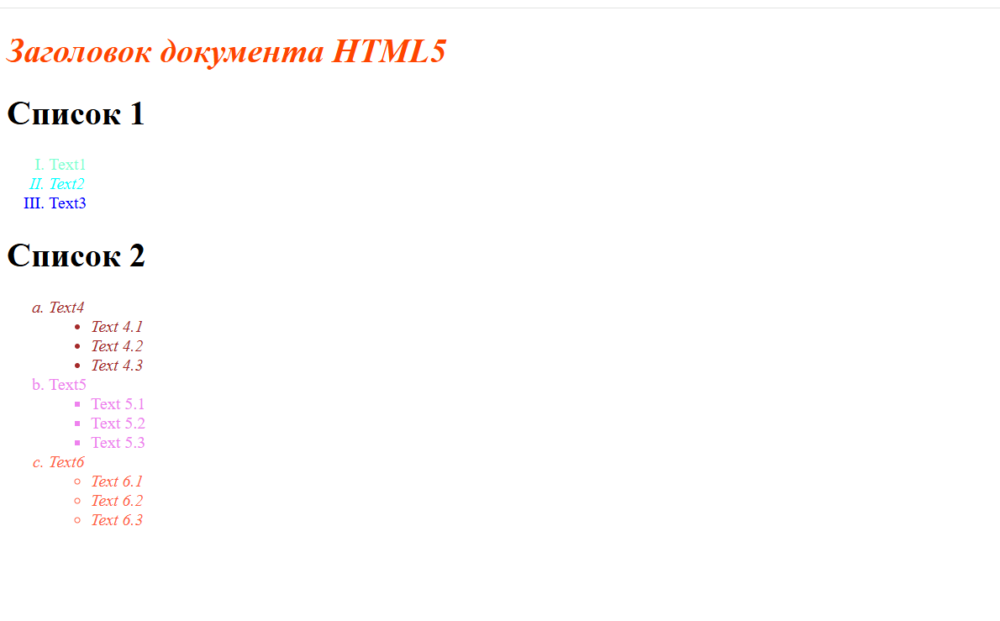 Заголовок документа HTML5
Список 1
I. Text1
II. Text2
III. Text3
Список 2
a. Text4
• Text 4.1
• Text 4.2
• Text 4.3
b. Text5
▪ Text 5.1
▪ Text 5.2
▪ Text 5.3
c. Text6
○ Text 6.1
○ Text 6.2
○ Text 6.3